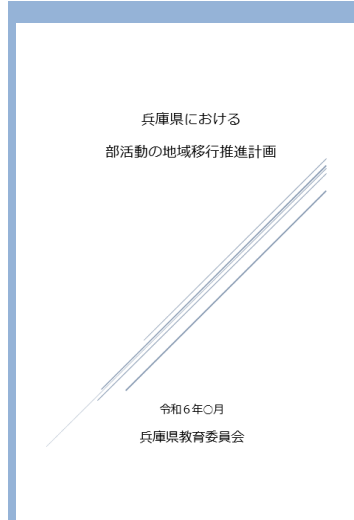 兵庫県における
部活動の地域移行推進計画
令和６年○月
兵庫県教育委員会